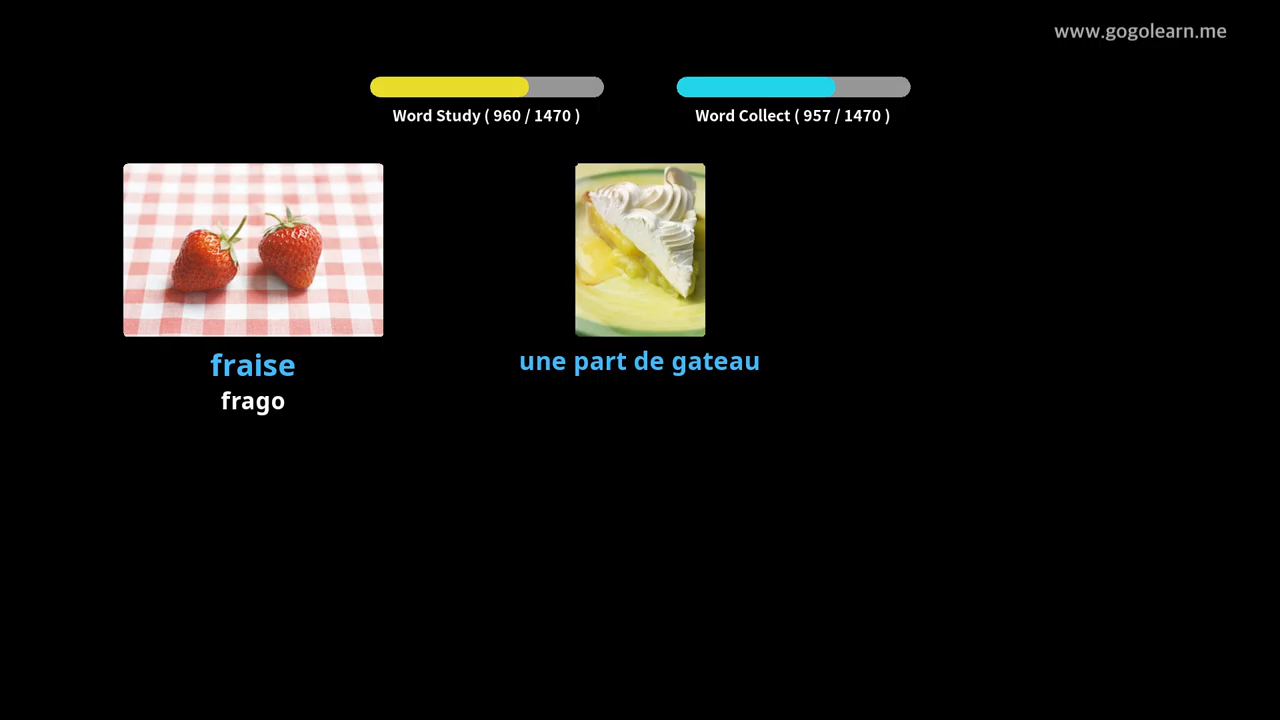 www.gogolearn.me
Word Study ( 960 / 1470 )
Word Collect ( 957 / 1470 )
fraise
frago
une part de gateau